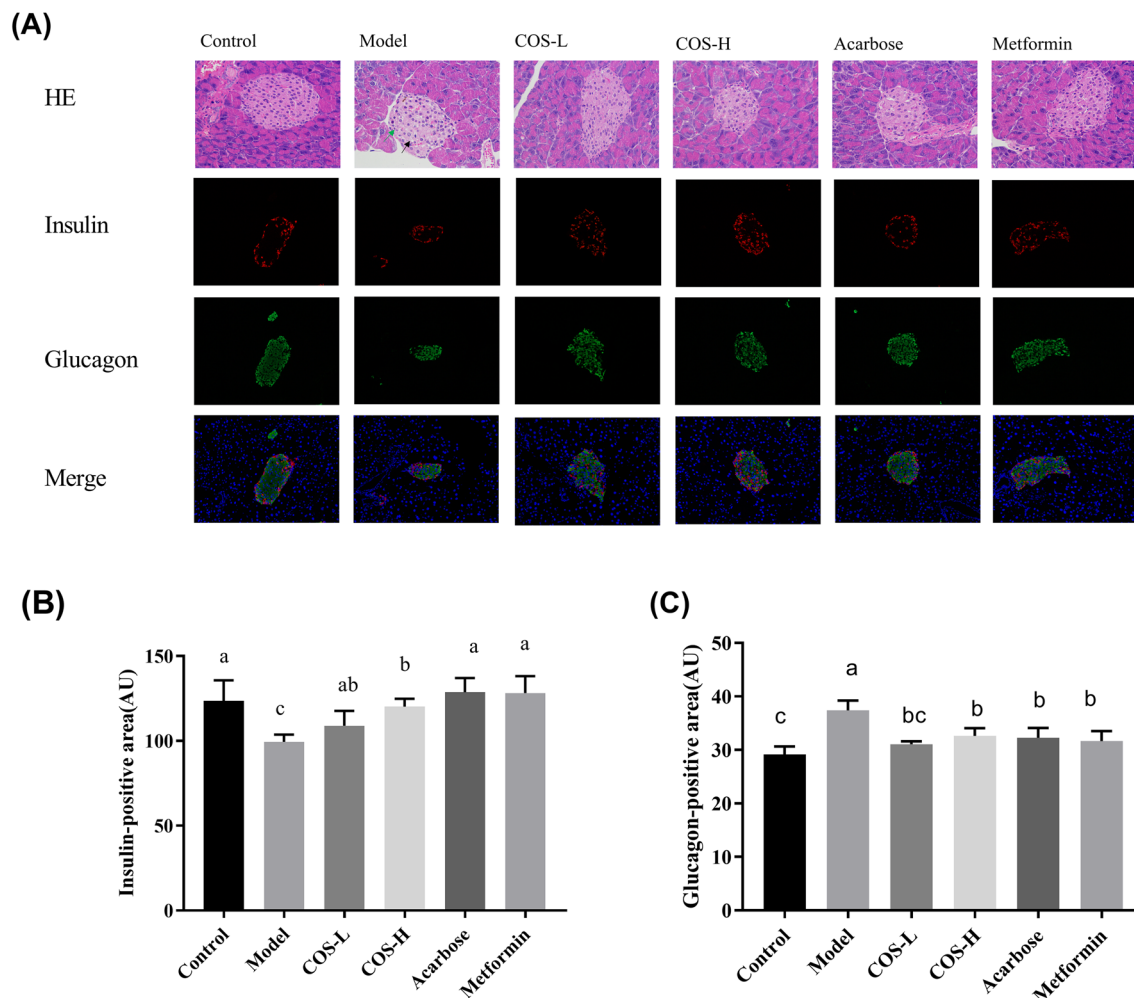 (A)
Control Model COS-L COS-H Acarbose Metformin
HE
Insulin
Glucagon
Merge
(B)
Insulin-positive area(AU)
150
100
50
0
a
c
ab
b
a
a
Control
Model
COS-L
COS-H
Acarbose
Metformin
(C)
Glucagon-positive area(AU)
50
40
30
20
10
0
c
a
bc
b
b
b
Control
Model
COS-L
COS-H
Acarbose
Metformin